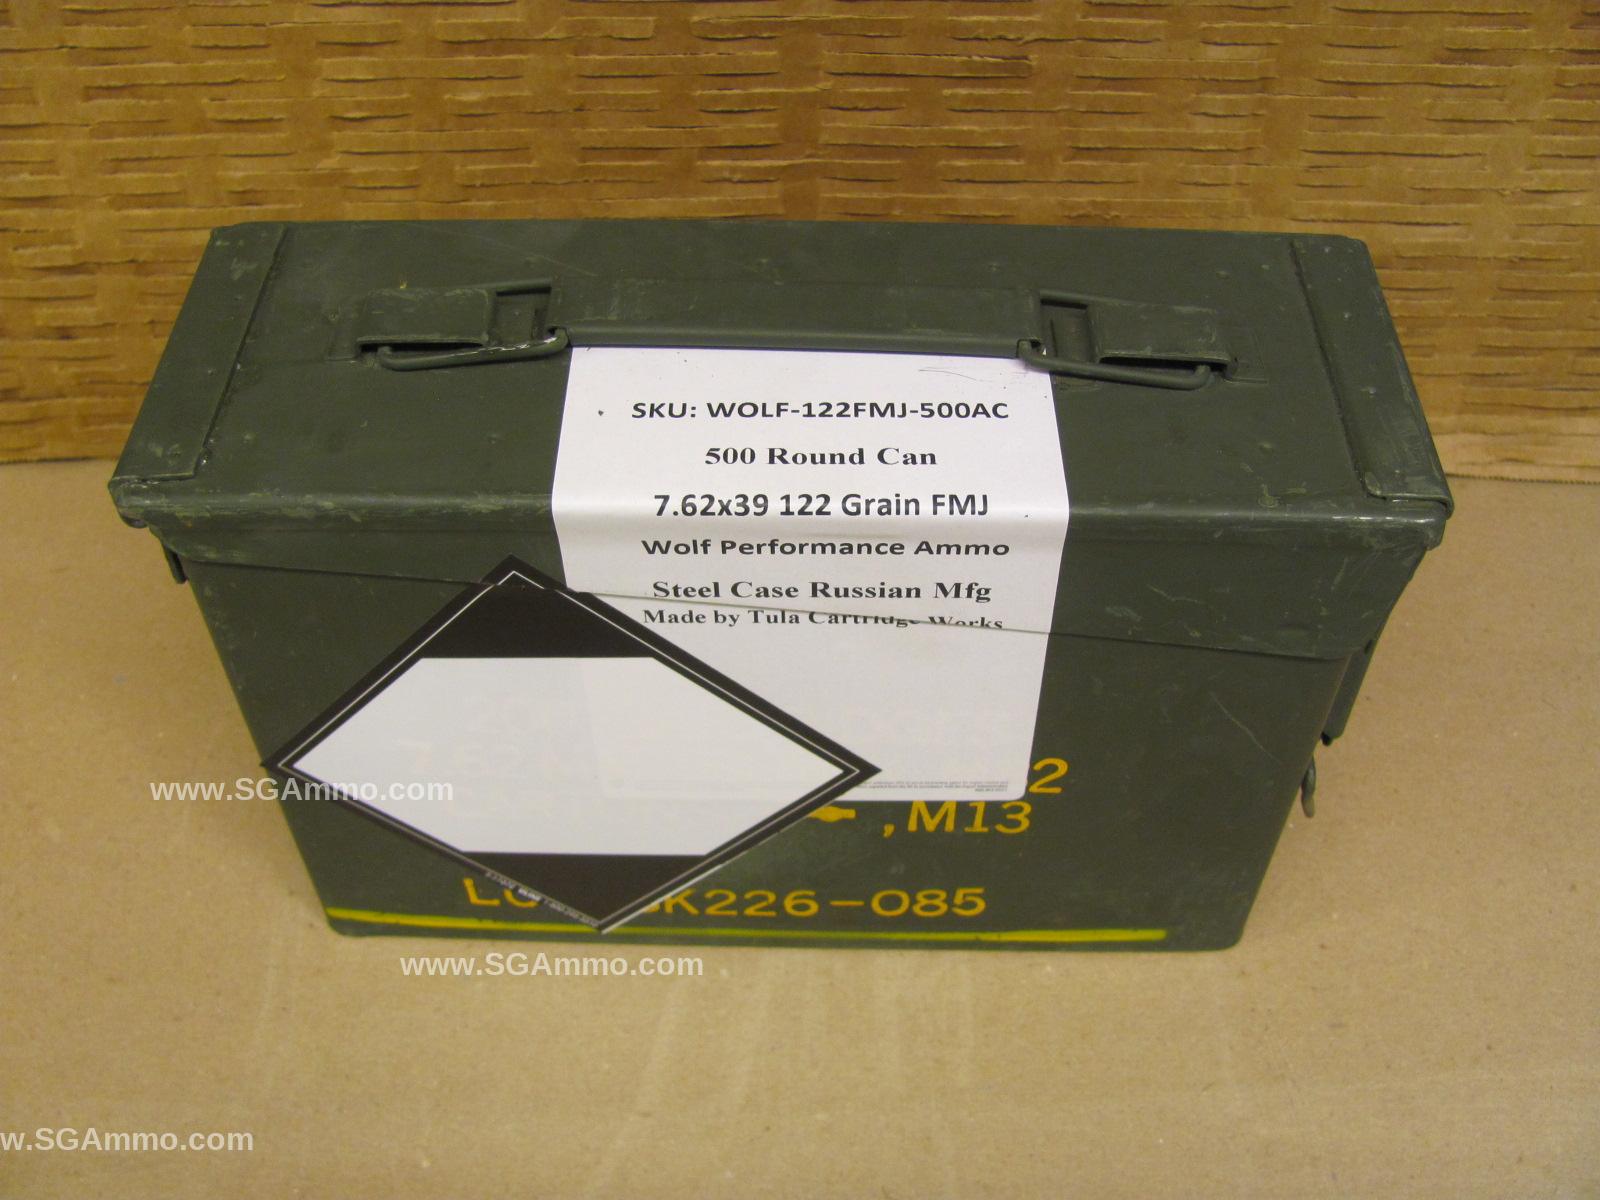 SKU: WOLF-122FMJ-500AC
500 Round Can
7.62x39 122 Grain FMJ
Wolf Performance Ammo
Steel Case Russian Mfg
Made by Tula Cartridge Works
2
, M13
K226-085
www.SGAmmo.com
www.SGAmmo.com
w.SGAmmo.com